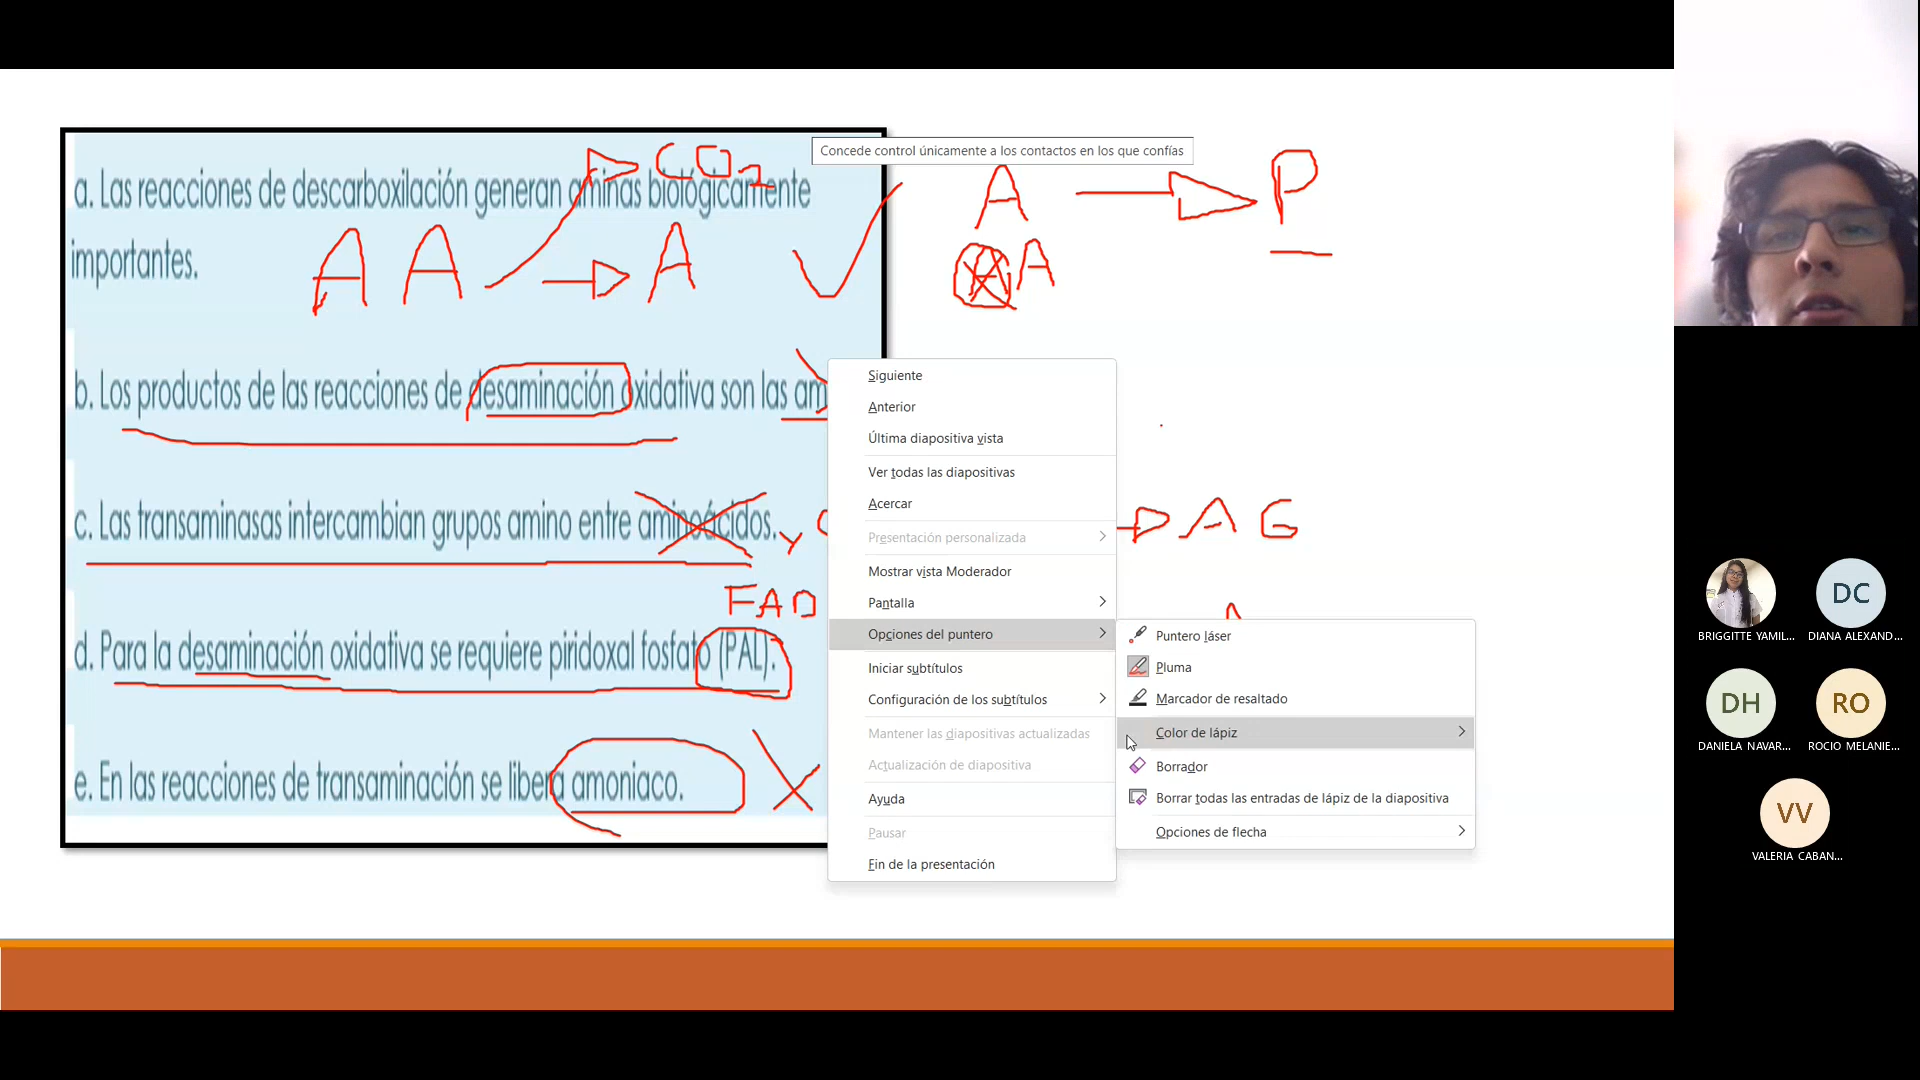 Concede control únicamente a los contactos en los que confías
a. Las reacciones de descarboxilación generan aminas biológicamente
importantes.
CO2
A A → A
A → P
A A
b. Los productos de las reacciones de desaminación oxidativa son las am
c. Las transaminasas intercambian grupos amino entre aminoácidos. y
A G
FAD
d. Para la desaminación oxidativa se requiere piridoxal fosfato (PAL).
e. En las reacciones de transaminación se libera amoniaco.
Siguiente
Anterior
Última diapositiva vista
Ver todas las diapositivas
Acercar
Presentación personalizada
Mostrar vista Moderador
Pantalla
Opciones del puntero
Iniciar subtítulos
Configuración de los subtítulos
Mantener las diapositivas actualizadas
Actualización de diapositiva
Ayuda
Pausar
Fin de la presentación
Puntero láser
Pluma
Marcador de resaltado
Color de lápiz
Borrador
Borrar todas las entradas de lápiz de la diapositiva
Opciones de flecha
DC
BRIGGITTE YAMIL...
DIANA ALEXAND...
DH
RO
DANIELA NAVAR...
ROCIO MELANIE...
VV
VALERIA CABAN...